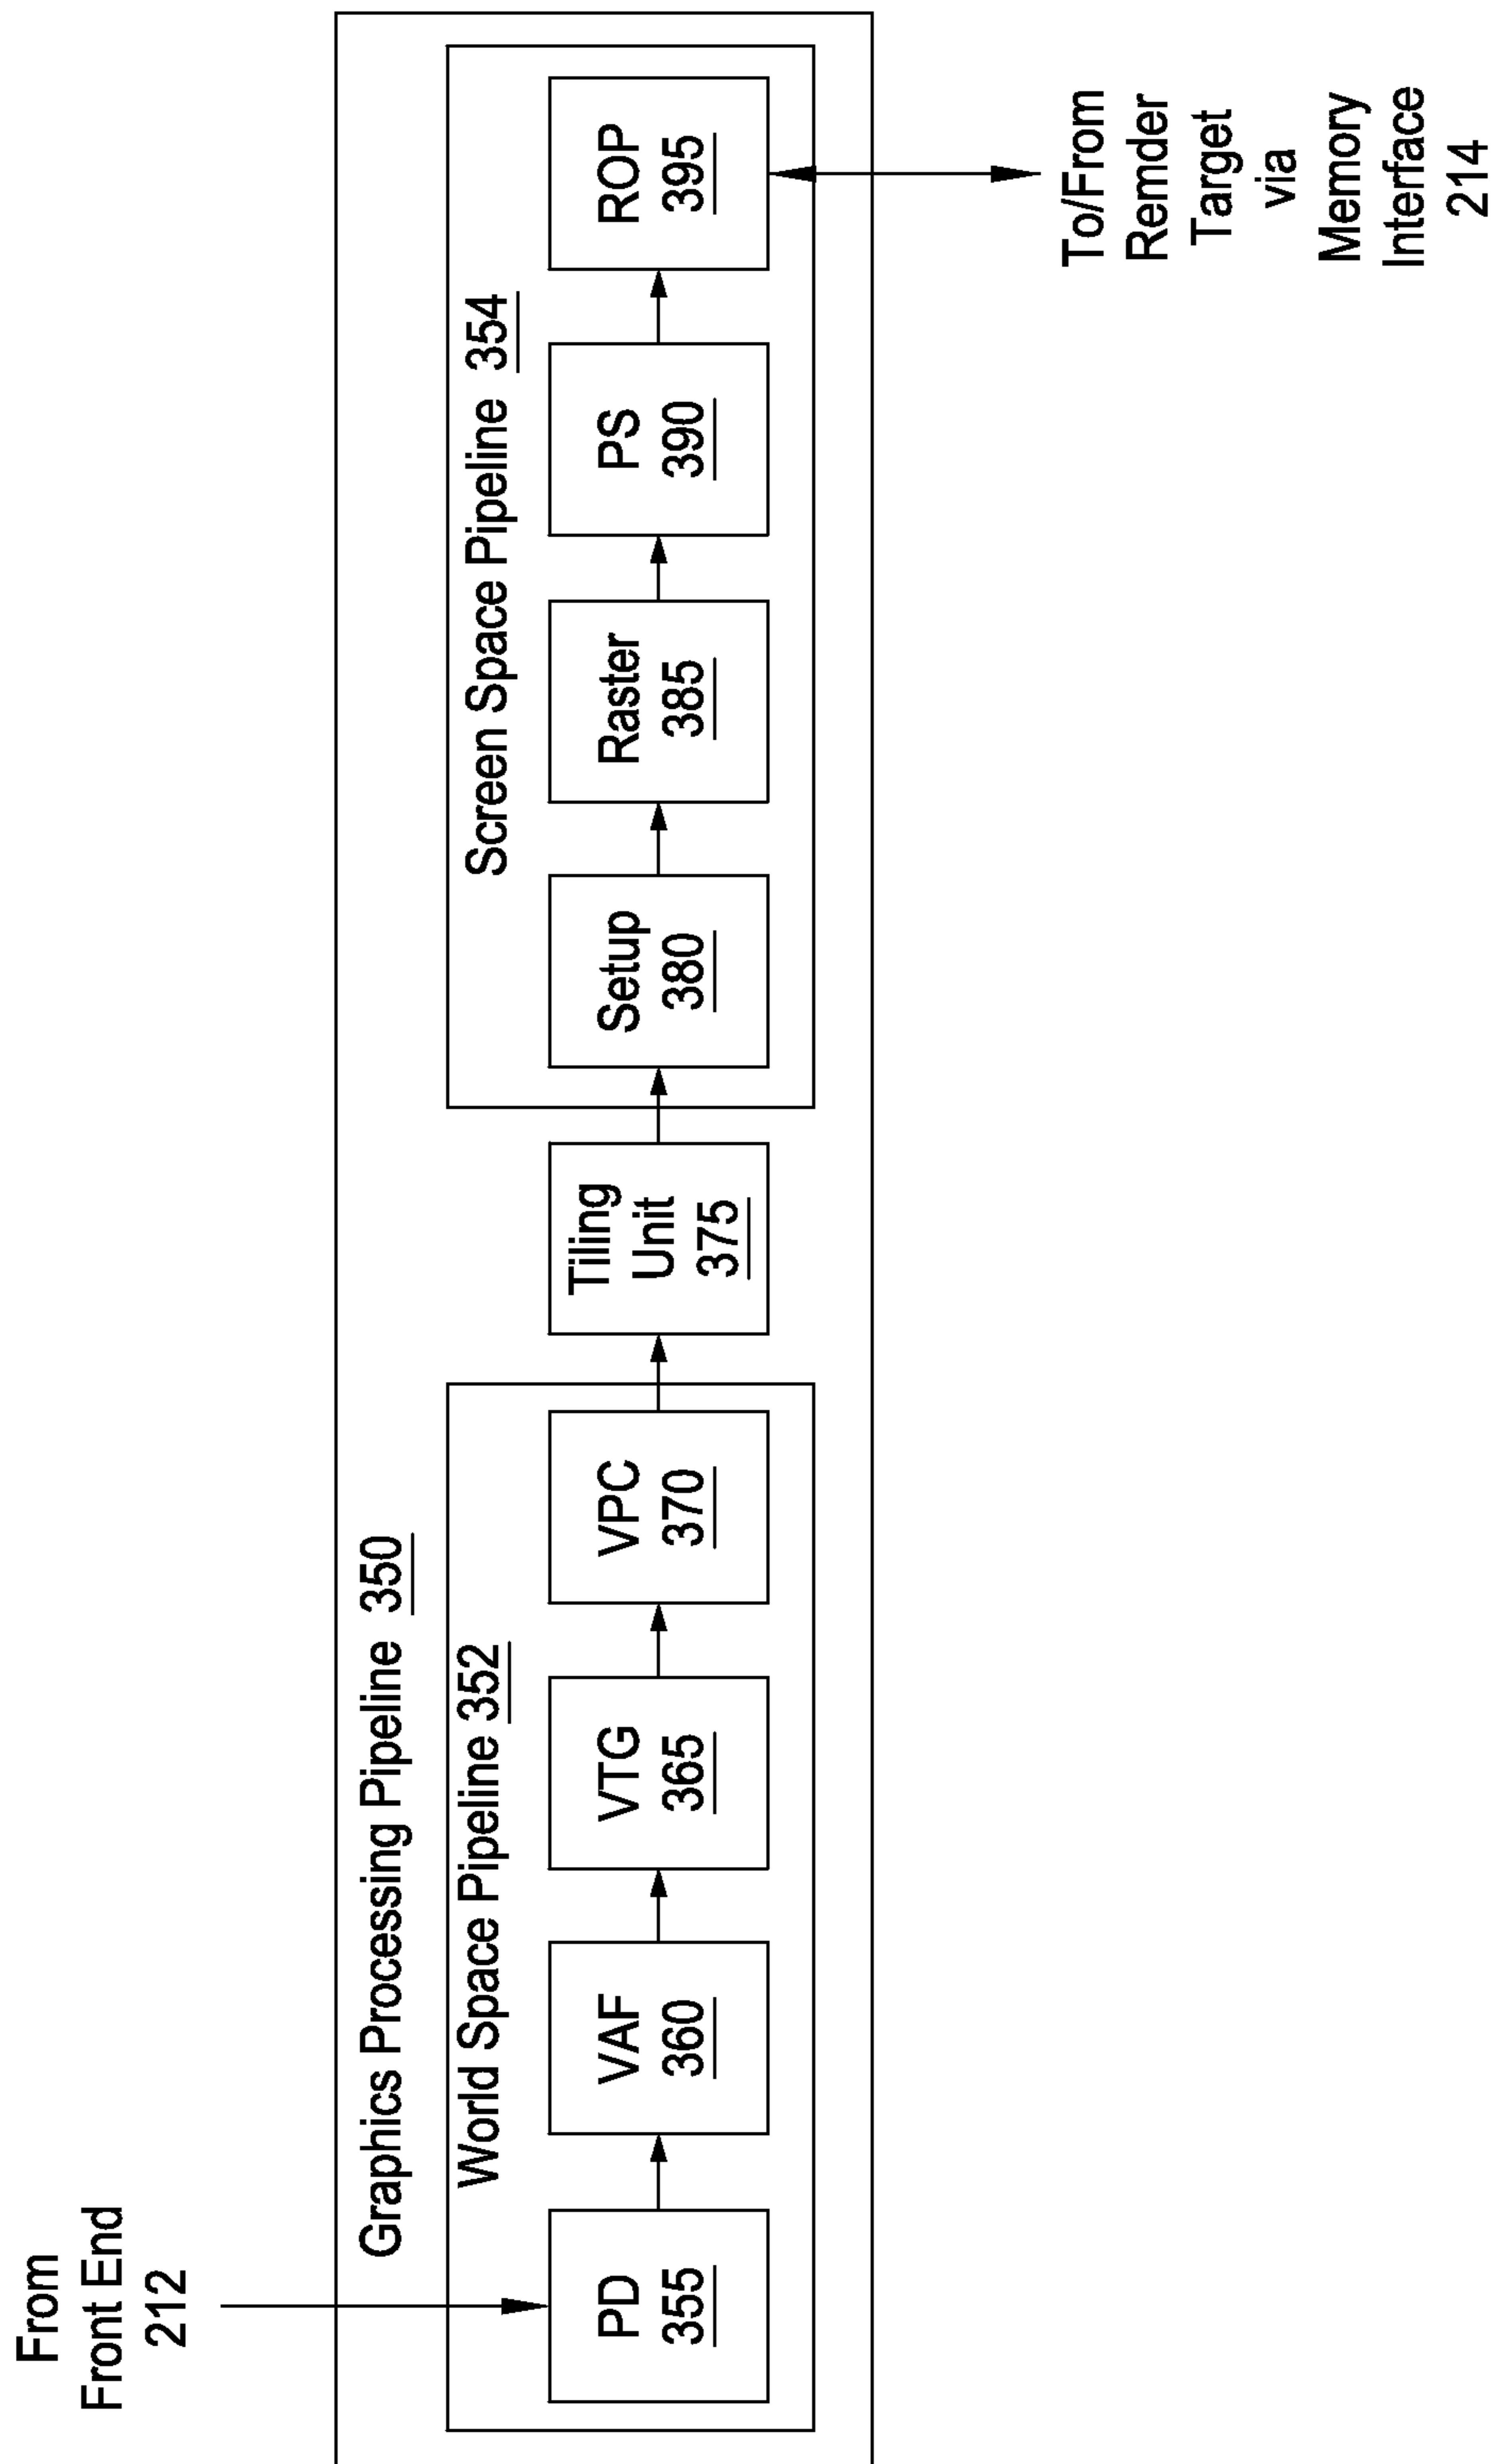 From
Front End
212
Graphics Processing Pipeline 350
World Space Pipeline 352
PD
355
VAF
360
VTG
365
VPC
370
Tiling
Unit
375
Screen Space Pipeline 354
Setup
380
Raster
385
PS
390
ROP
395
To/From
Remder
Target
via
Memory
Interface
214